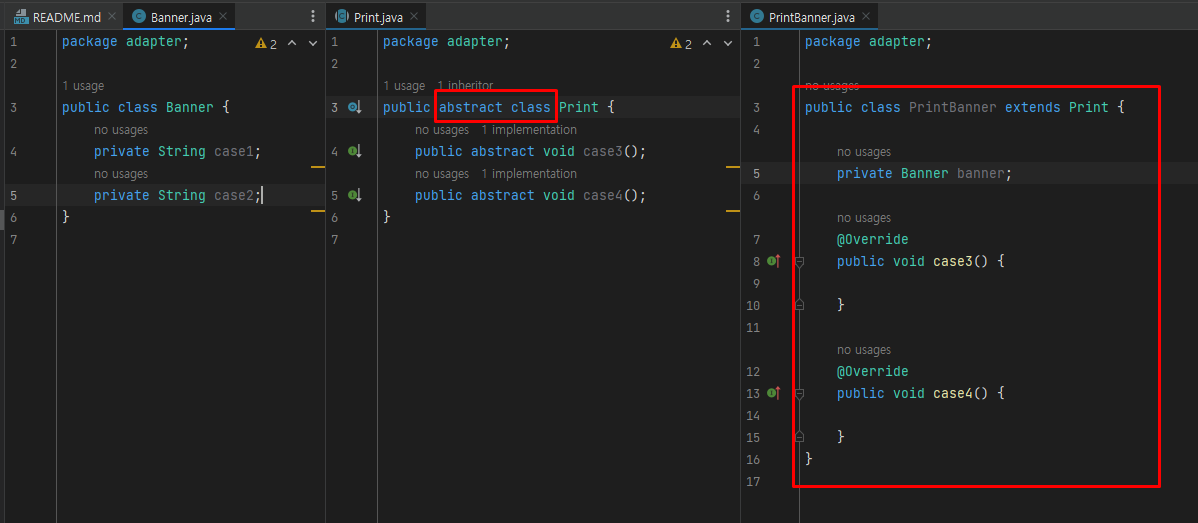 README.md
Banner.java
Print.java
PrintBanner.java
1 package adapter;
2
2
1 usage
3 public class Banner {
no usages
4 private String case1;
no usages
5 private String case2;
6 }
7
1 package adapter;
2
2
1 usage 1 inheritor
3 public abstract class Print {
no usages 1 implementation
4 public abstract void case3();
no usages 1 implementation
5 public abstract void case4();
6 }
7
1 package adapter;
2
no usages
3 public class PrintBanner extends Print {
4
no usages
5 private Banner banner;
6
no usages
7 @Override
8 public void case3() {
9
10 }
11
no usages
12 @Override
13 public void case4() {
14
15 }
16 }
17